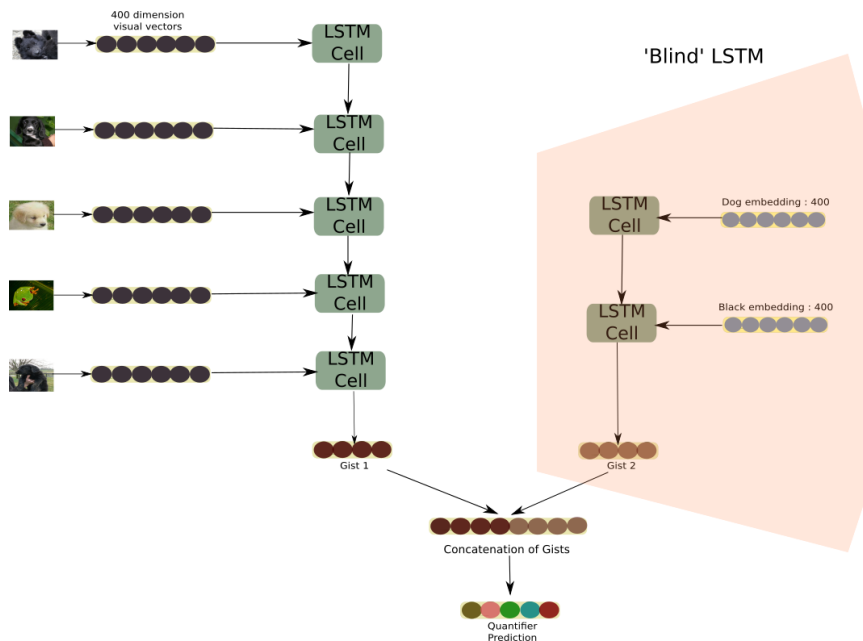 400 dimension
visual vectors
LSTM
Cell
LSTM
Cell
LSTM
Cell
LSTM
Cell
LSTM
Cell
Gist 1
'Blind' LSTM
LSTM
Cell
Dog embedding : 400
LSTM
Cell
Black embedding : 400
Gist 2
Concatenation of Gists
Quantifier
Prediction